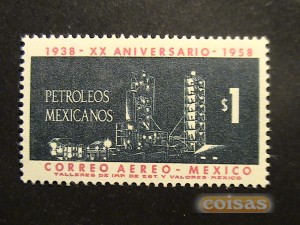 1938 - XX ANIVERSARIO - 1958
PETROLEOS
MEXICANOS
$1
CORREO AEREO - MEXICO
TALLERES DE IMP. DE EST. Y VALORES-MEXICO
coisas